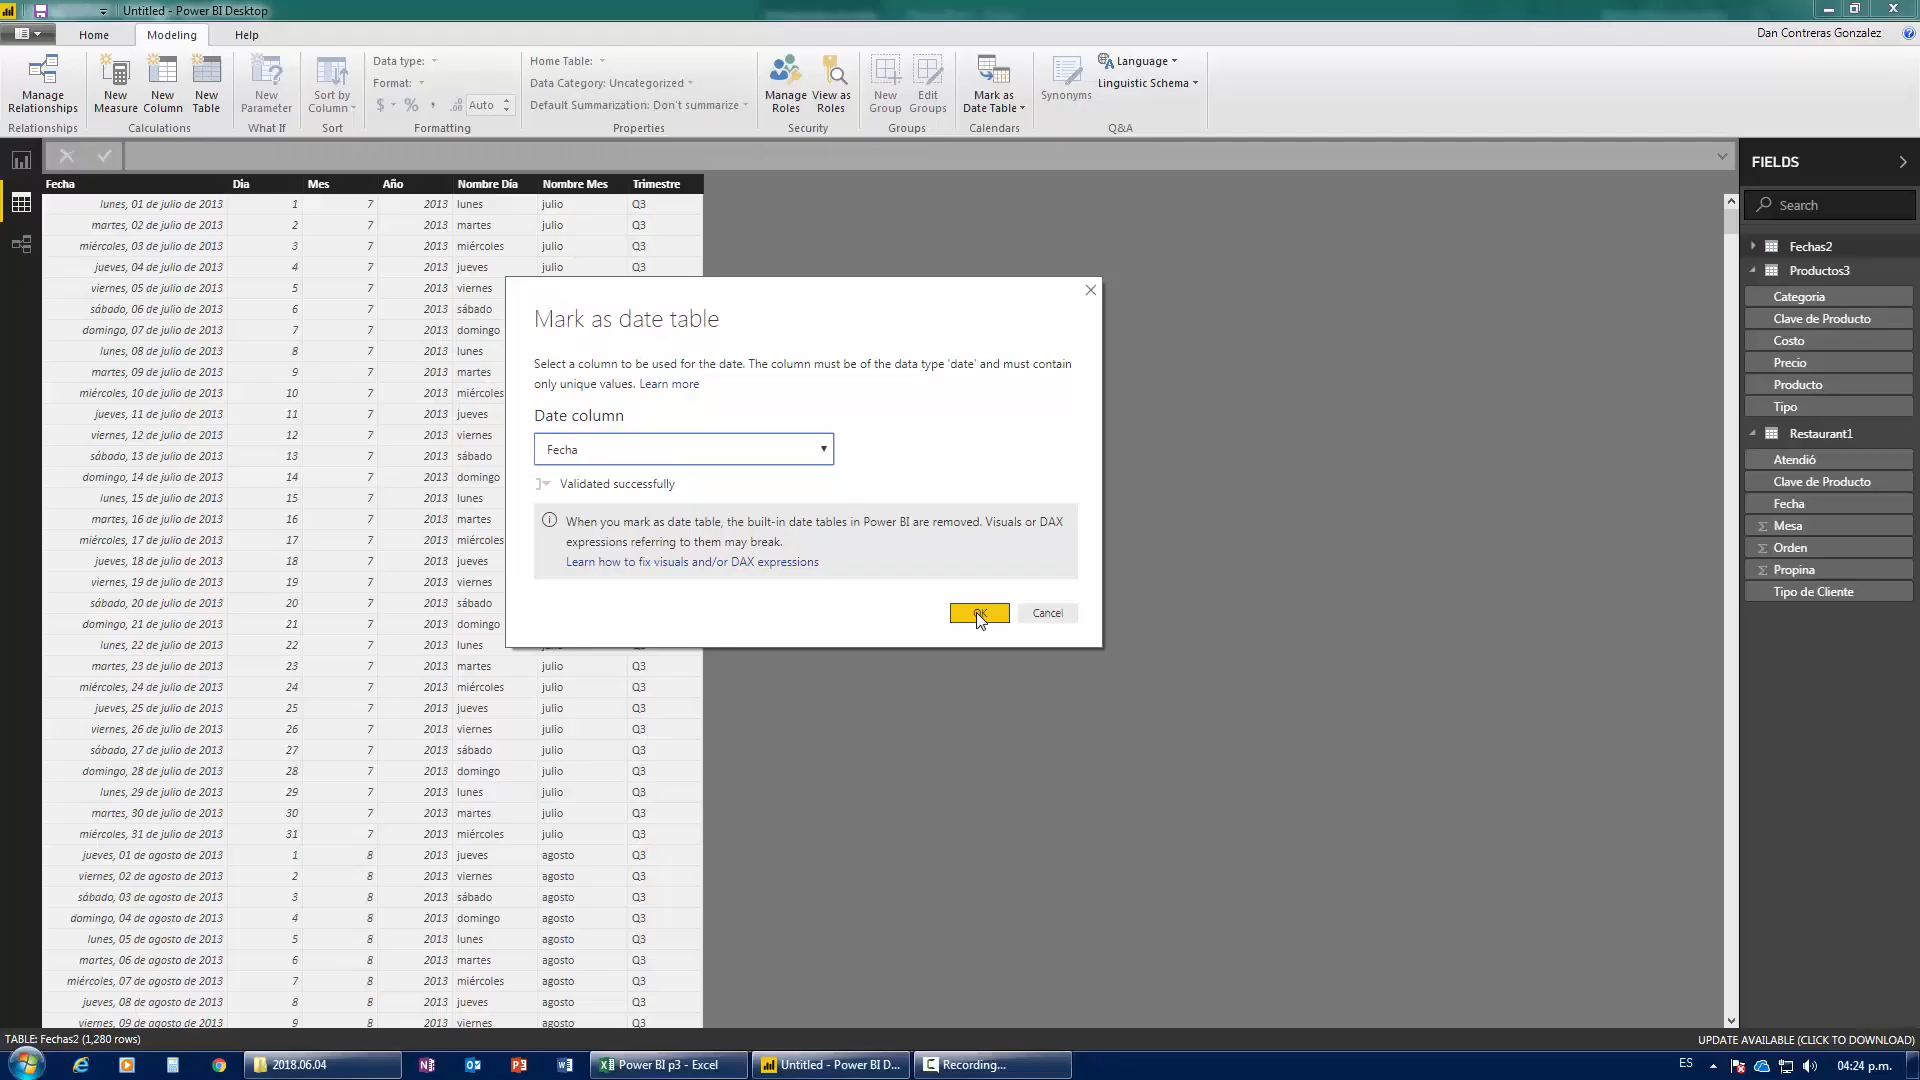 Untitled - Power BI Desktop
Home Modeling Help
Dan Contreras Gonzalez
Manage Relationships
New Measure
New Column
New Table
New Parameter
Sort by Column
Data type:
Format:
$ % , .00 Auto
Home Table:
Data Category: Uncategorized
Default Summarization: Don't summarize
Manage Roles
View as Roles
New Group
Edit Groups
Mark as Date Table
Synonyms
Language
Linguistic Schema
Relationships Calculations What If Sort Formatting Properties Security Groups Calendars Q&A
Fecha Dia Mes Año Nombre Día Nombre Mes Trimestre
lunes, 01 de julio de 2013 1 7 2013 lunes julio Q3
martes, 02 de julio de 2013 2 7 2013 martes julio Q3
miércoles, 03 de julio de 2013 3 7 2013 miércoles julio Q3
jueves, 04 de julio de 2013 4 7 2013 jueves julio Q3
viernes, 05 de julio de 2013 5 7 2013 viernes
sábado, 06 de julio de 2013 6 7 2013 sábado
domingo, 07 de julio de 2013 7 7 2013 domingo
lunes, 08 de julio de 2013 8 7 2013 lunes
martes, 09 de julio de 2013 9 7 2013 martes
miércoles, 10 de julio de 2013 10 7 2013 miércoles
jueves, 11 de julio de 2013 11 7 2013 jueves
viernes, 12 de julio de 2013 12 7 2013 viernes
sábado, 13 de julio de 2013 13 7 2013 sábado
domingo, 14 de julio de 2013 14 7 2013 domingo
lunes, 15 de julio de 2013 15 7 2013 lunes
martes, 16 de julio de 2013 16 7 2013 martes
miércoles, 17 de julio de 2013 17 7 2013 miércoles
jueves, 18 de julio de 2013 18 7 2013 jueves
viernes, 19 de julio de 2013 19 7 2013 viernes
sábado, 20 de julio de 2013 20 7 2013 sábado
domingo, 21 de julio de 2013 21 7 2013 domingo
lunes, 22 de julio de 2013 22 7 2013 lunes
martes, 23 de julio de 2013 23 7 2013 martes julio Q3
miércoles, 24 de julio de 2013 24 7 2013 miércoles julio Q3
jueves, 25 de julio de 2013 25 7 2013 jueves julio Q3
viernes, 26 de julio de 2013 26 7 2013 viernes julio Q3
sábado, 27 de julio de 2013 27 7 2013 sábado julio Q3
domingo, 28 de julio de 2013 28 7 2013 domingo julio Q3
lunes, 29 de julio de 2013 29 7 2013 lunes julio Q3
martes, 30 de julio de 2013 30 7 2013 martes julio Q3
miércoles, 31 de julio de 2013 31 7 2013 miércoles julio Q3
jueves, 01 de agosto de 2013 1 8 2013 jueves agosto Q3
viernes, 02 de agosto de 2013 2 8 2013 viernes agosto Q3
sábado, 03 de agosto de 2013 3 8 2013 sábado agosto Q3
domingo, 04 de agosto de 2013 4 8 2013 domingo agosto Q3
lunes, 05 de agosto de 2013 5 8 2013 lunes agosto Q3
martes, 06 de agosto de 2013 6 8 2013 martes agosto Q3
miércoles, 07 de agosto de 2013 7 8 2013 miércoles agosto Q3
jueves, 08 de agosto de 2013 8 8 2013 jueves agosto Q3
viernes, 09 de agosto de 2013 9 8 2013 viernes agosto Q3
Mark as date table
Select a column to be used for the date. The column must be of the data type 'date' and must contain
only unique values. Learn more
Date column
Fecha
Validated successfully
When you mark as date table, the built-in date tables in Power BI are removed. Visuals or DAX
expressions referring to them may break.
Learn how to fix visuals and/or DAX expressions
OK Cancel
FIELDS
Search
Fechas2
Productos3
Categoria
Clave de Producto
Costo
Precio
Producto
Tipo
Restaurant1
Atendió
Clave de Producto
Fecha
Σ Mesa
Σ Orden
Σ Propina
Tipo de Cliente
TABLE: Fechas2 (1,280 rows)
UPDATE AVAILABLE (CLICK TO DOWNLOAD)
2018.06.04
Power BI p3 - Excel
Untitled - Power BI D...
Recording...
ES
04:24 p.m.